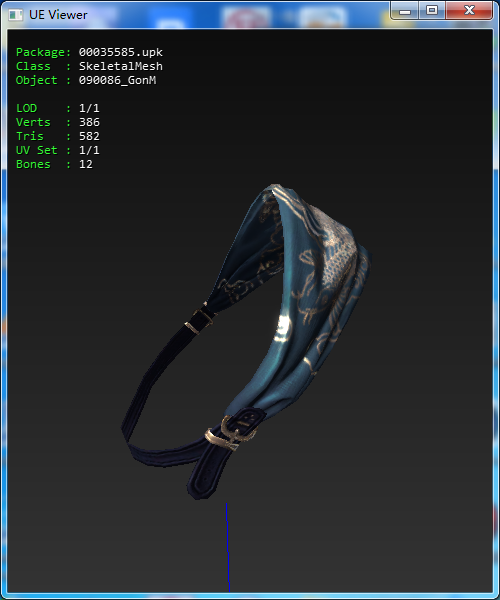 UE Viewer
Package: 00035585.upk
Class : SkeletalMesh
Object : 090086_GonM
LOD : 1/1
Verts : 386
Tris : 582
UV Set : 1/1
Bones : 12